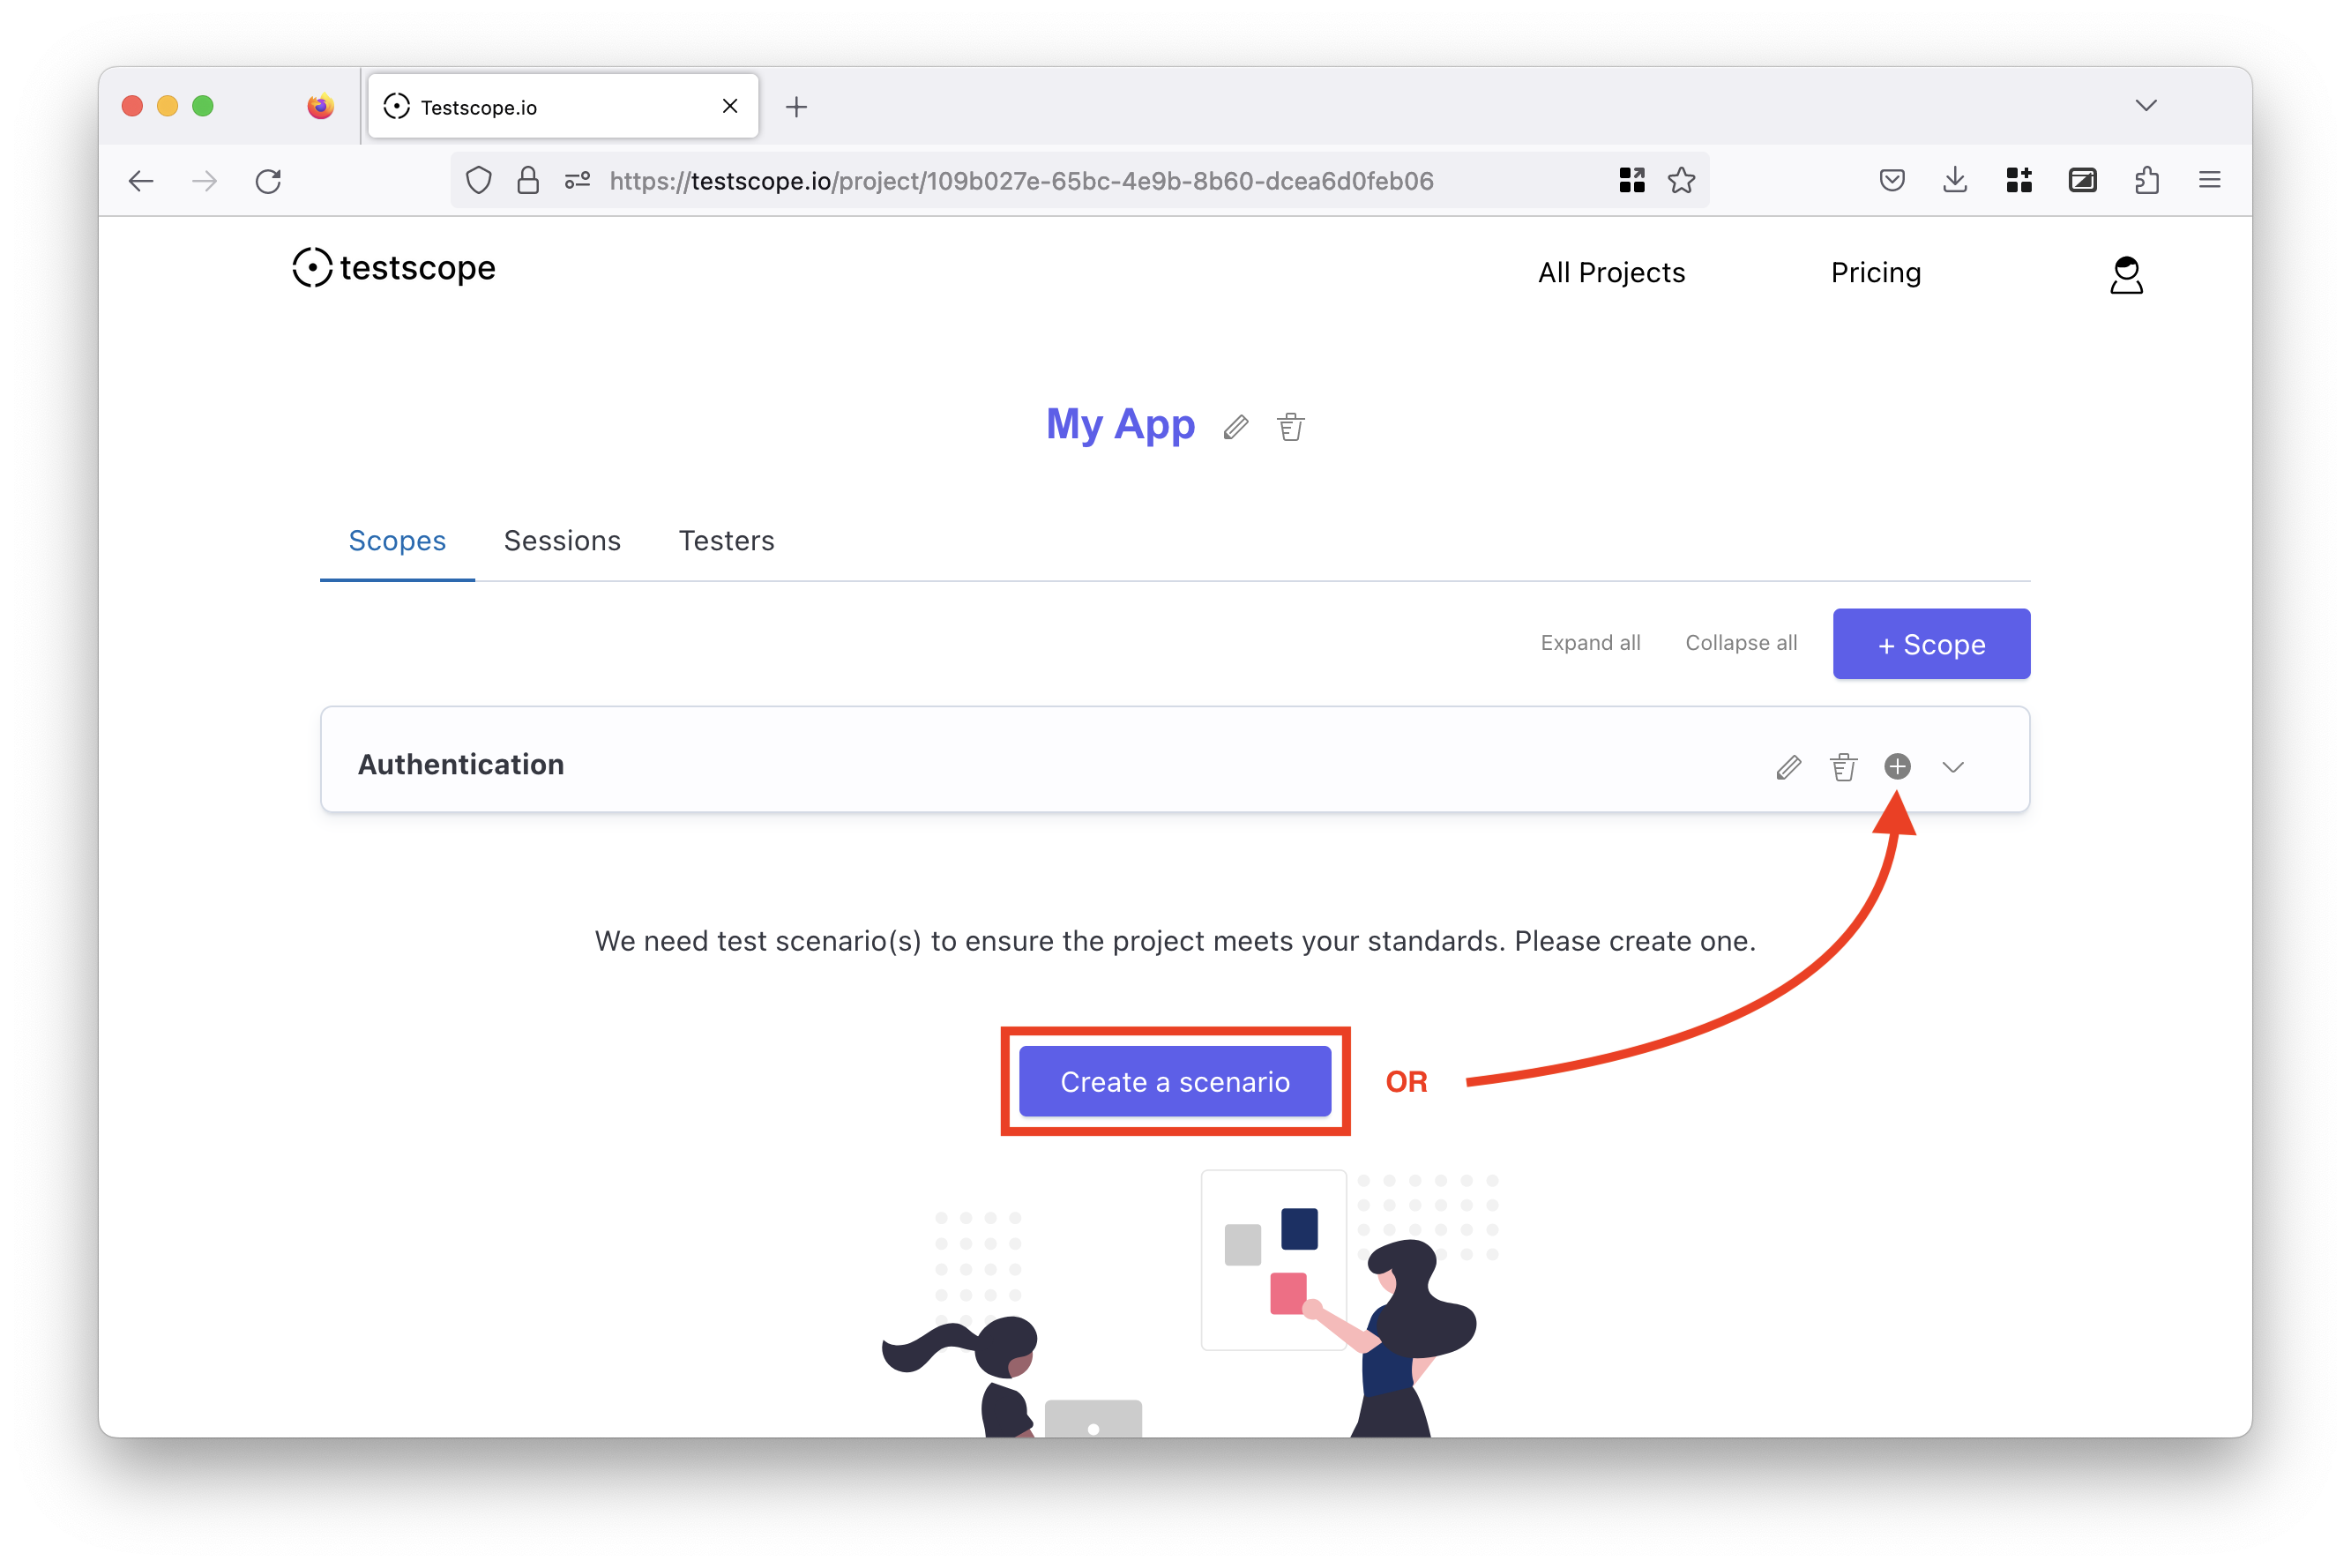 Testscope.io
https://testscope.io/project/109b027e-65bc-4e9b-8b60-dcea6d0feb06
testscope
All Projects
Pricing
My App
Scopes
Sessions
Testers
Expand all
Collapse all
+ Scope
Authentication
We need test scenario(s) to ensure the project meets your standards. Please create one.
Create a scenario
OR